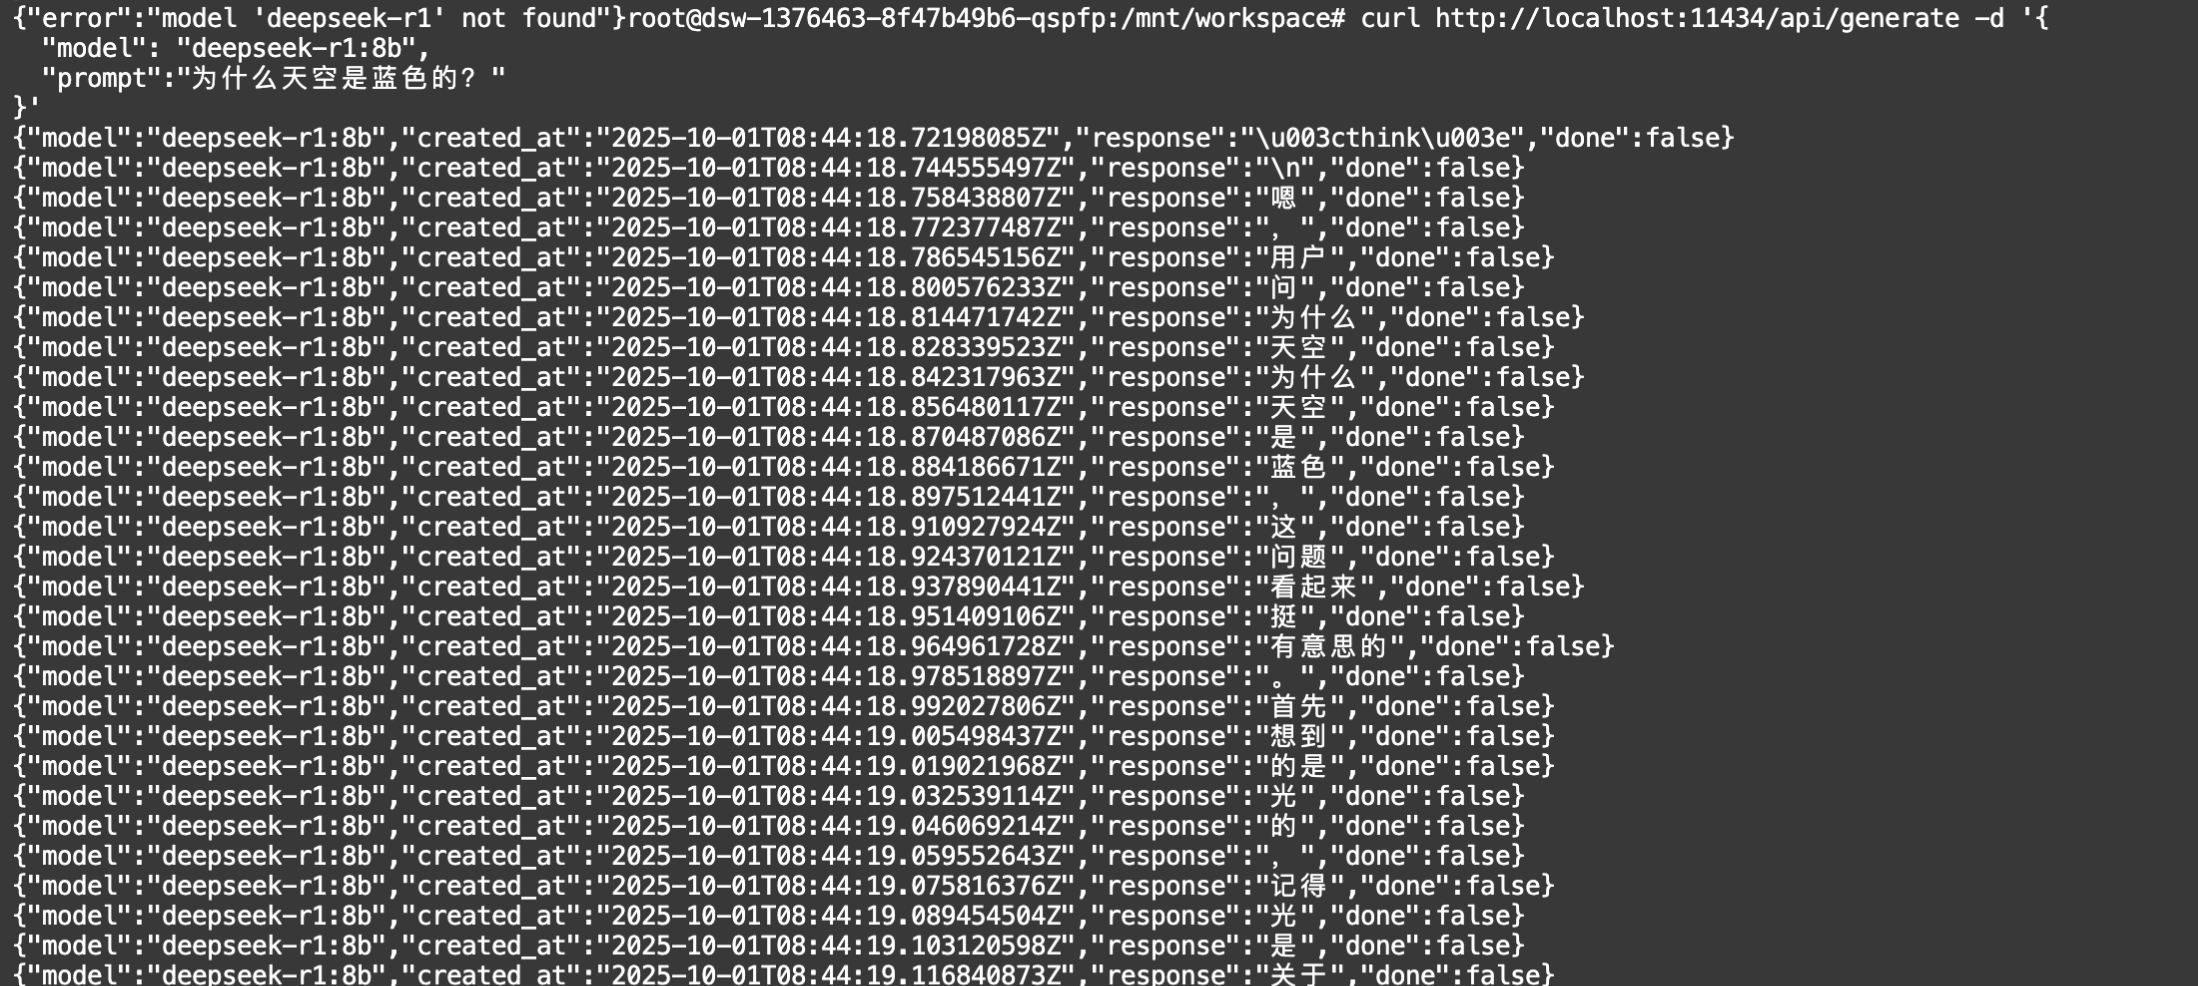 {"error":"model 'deepseek-r1' not found"}root@dsw-1376463-8f47b49b6-qspfp:/mnt/workspace# curl http://localhost:11434/api/generate -d '{
  "model": "deepseek-r1:8b",
  "prompt":"为什么天空是蓝色的？"
}'
{"model":"deepseek-r1:8b","created_at":"2025-10-01T08:44:18.72198085Z","response":"\u003cthink\u003e","done":false}
{"model":"deepseek-r1:8b","created_at":"2025-10-01T08:44:18.744555497Z","response":"\n","done":false}
{"model":"deepseek-r1:8b","created_at":"2025-10-01T08:44:18.758438807Z","response":"嗯","done":false}
{"model":"deepseek-r1:8b","created_at":"2025-10-01T08:44:18.772377487Z","response":"，","done":false}
{"model":"deepseek-r1:8b","created_at":"2025-10-01T08:44:18.786545156Z","response":"用户","done":false}
{"model":"deepseek-r1:8b","created_at":"2025-10-01T08:44:18.800576233Z","response":"问","done":false}
{"model":"deepseek-r1:8b","created_at":"2025-10-01T08:44:18.814471742Z","response":"为什么","done":false}
{"model":"deepseek-r1:8b","created_at":"2025-10-01T08:44:18.828339523Z","response":"天空","done":false}
{"model":"deepseek-r1:8b","created_at":"2025-10-01T08:44:18.842317963Z","response":"为什么","done":false}
{"model":"deepseek-r1:8b","created_at":"2025-10-01T08:44:18.856480117Z","response":"天空","done":false}
{"model":"deepseek-r1:8b","created_at":"2025-10-01T08:44:18.870487086Z","response":"是","done":false}
{"model":"deepseek-r1:8b","created_at":"2025-10-01T08:44:18.884186671Z","response":"蓝色","done":false}
{"model":"deepseek-r1:8b","created_at":"2025-10-01T08:44:18.897512441Z","response":"，","done":false}
{"model":"deepseek-r1:8b","created_at":"2025-10-01T08:44:18.910927924Z","response":"这","done":false}
{"model":"deepseek-r1:8b","created_at":"2025-10-01T08:44:18.924370121Z","response":"问题","done":false}
{"model":"deepseek-r1:8b","created_at":"2025-10-01T08:44:18.937890441Z","response":"看起来","done":false}
{"model":"deepseek-r1:8b","created_at":"2025-10-01T08:44:18.951409106Z","response":"挺","done":false}
{"model":"deepseek-r1:8b","created_at":"2025-10-01T08:44:18.964961728Z","response":"有意思的","done":false}
{"model":"deepseek-r1:8b","created_at":"2025-10-01T08:44:18.978518897Z","response":"。","done":false}
{"model":"deepseek-r1:8b","created_at":"2025-10-01T08:44:18.992027806Z","response":"首先","done":false}
{"model":"deepseek-r1:8b","created_at":"2025-10-01T08:44:19.005498437Z","response":"想到","done":false}
{"model":"deepseek-r1:8b","created_at":"2025-10-01T08:44:19.019021968Z","response":"的是","done":false}
{"model":"deepseek-r1:8b","created_at":"2025-10-01T08:44:19.032539114Z","response":"光","done":false}
{"model":"deepseek-r1:8b","created_at":"2025-10-01T08:44:19.046069214Z","response":"的","done":false}
{"model":"deepseek-r1:8b","created_at":"2025-10-01T08:44:19.059552643Z","response":"，","done":false}
{"model":"deepseek-r1:8b","created_at":"2025-10-01T08:44:19.075816376Z","response":"记得","done":false}
{"model":"deepseek-r1:8b","created_at":"2025-10-01T08:44:19.089454504Z","response":"光","done":false}
{"model":"deepseek-r1:8b","created_at":"2025-10-01T08:44:19.103120598Z","response":"是","done":false}
{"model":"deepseek-r1:8b","created_at":"2025-10-01T08:44:19.116840873Z","response":"关于","done":false}